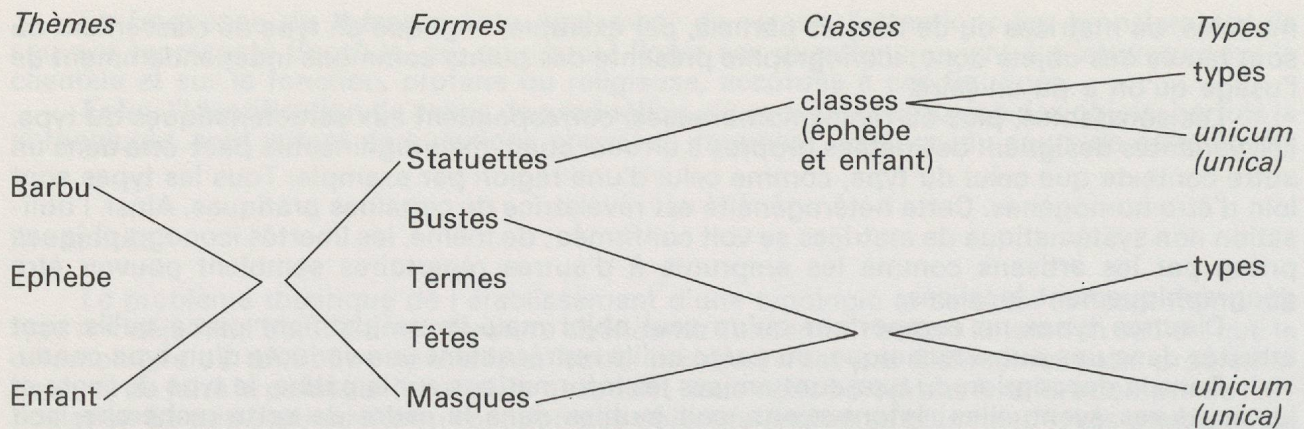 Thèmes Formes Classes Types
types
classes
(éphèbe
et enfant)
unicum
(unica)
Statuettes
Barbu
Bustes
Ephèbe
Termes
types
Têtes
Enfant
Masques
unicum
(unica)